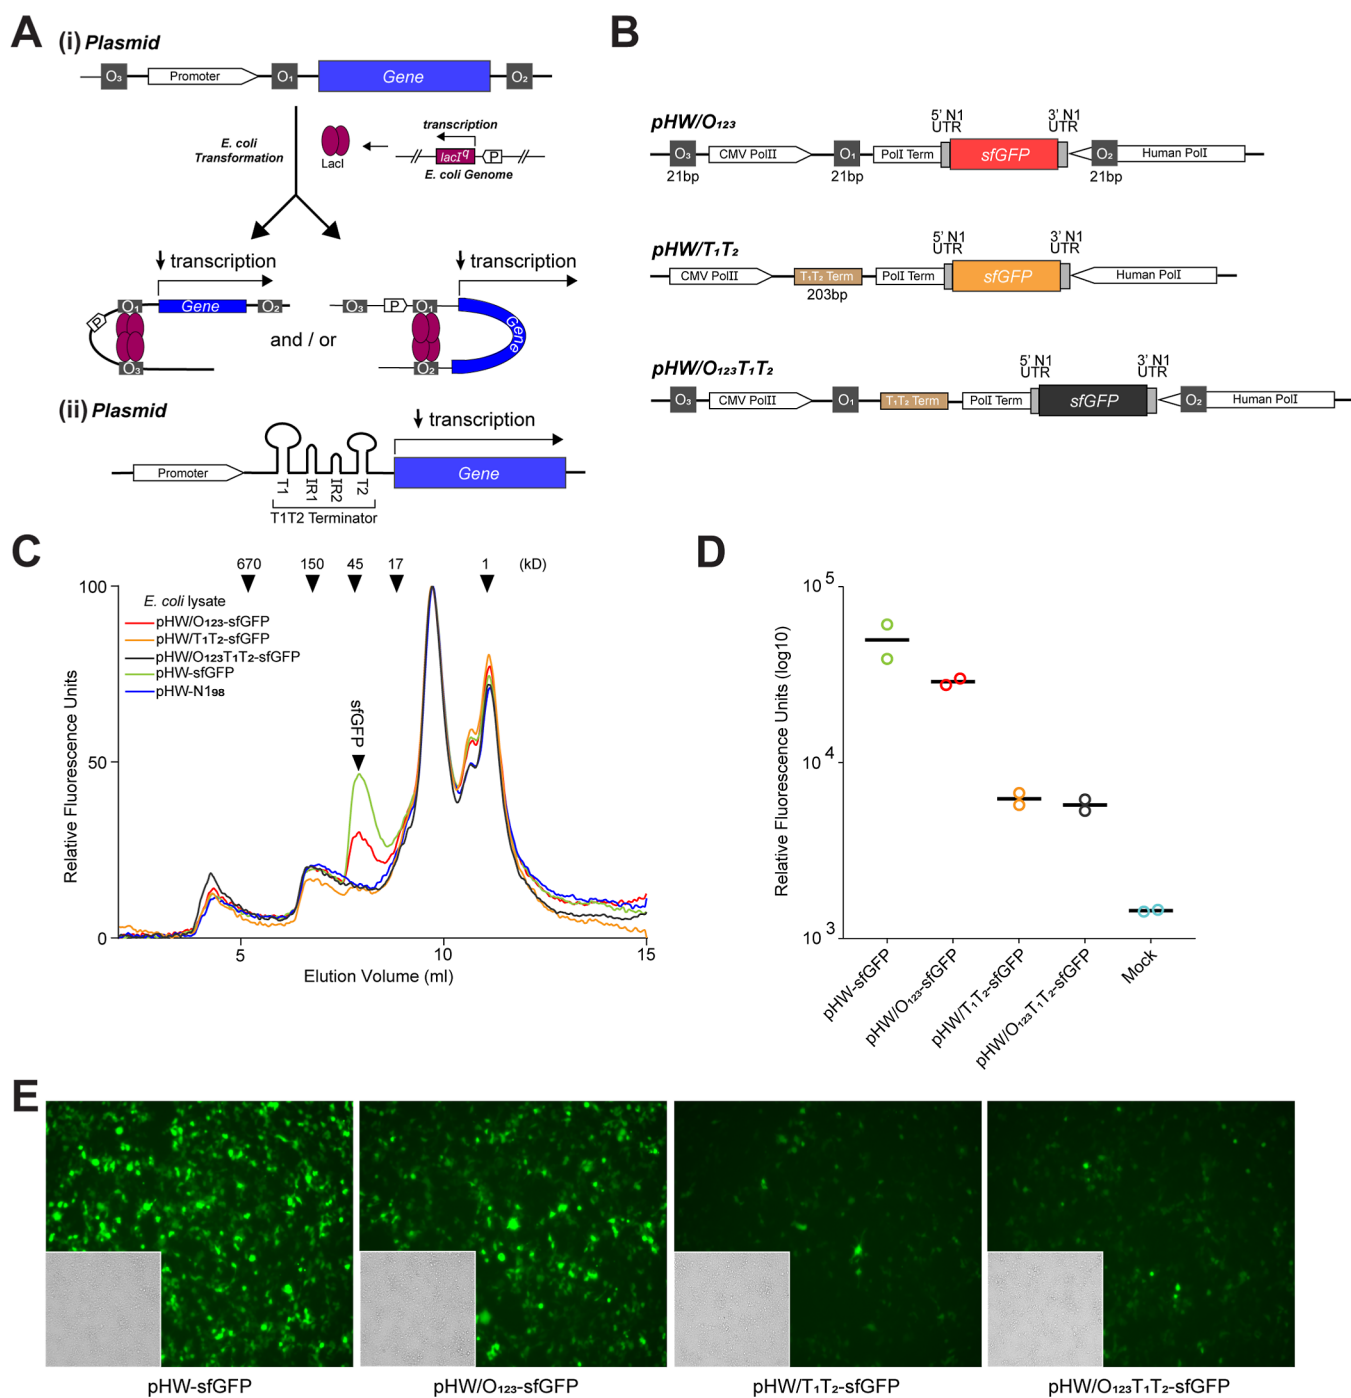 A
(i) Plasmid
O₃
Promoter
O₁
Gene
O₂
E. coli
Transformation
LacI
transcription
lacI^q
P
E. coli Genome
transcription
O₁
Gene
O₂
P
O₃
and / or
transcription
O₃
P
O₁
Gene
O₂
(ii) Plasmid
transcription
Promoter
T1
IR1
IR2
T2
Gene
T1T2 Terminator
B
pHW/O₁₂₃
5' N1
UTR
3' N1
UTR
O₃
CMV PolII
O₁
PolI Term
sfGFP
O₂
Human PolI
21bp
21bp
21bp
pHW/T₁T₂
5' N1
UTR
3' N1
UTR
CMV PolII
T₁T₂ Term
PolI Term
sfGFP
Human PolI
203bp
pHW/O₁₂₃T₁T₂
5' N1
UTR
3' N1
UTR
O₃
CMV PolII
O₁
T₁T₂ Term
PolI Term
sfGFP
O₂
Human PolI
C
670
150
45
17
1
(kD)
100
50
0
Relative Fluorescence Units
E. coli lysate
pHW/O₁₂₃-sfGFP
pHW/T₁T₂-sfGFP
pHW/O₁₂₃T₁T₂-sfGFP
pHW-sfGFP
pHW-N1₉₈
sfGFP
5
10
15
Elution Volume (ml)
D
Relative Fluorescence Units (log10)
10⁵
10⁴
10³
pHW-sfGFP
pHW/O₁₂₃-sfGFP
pHW/T₁T₂-sfGFP
pHW/O₁₂₃T₁T₂-sfGFP
Mock
E
pHW-sfGFP
pHW/O₁₂₃-sfGFP
pHW/T₁T₂-sfGFP
pHW/O₁₂₃T₁T₂-sfGFP